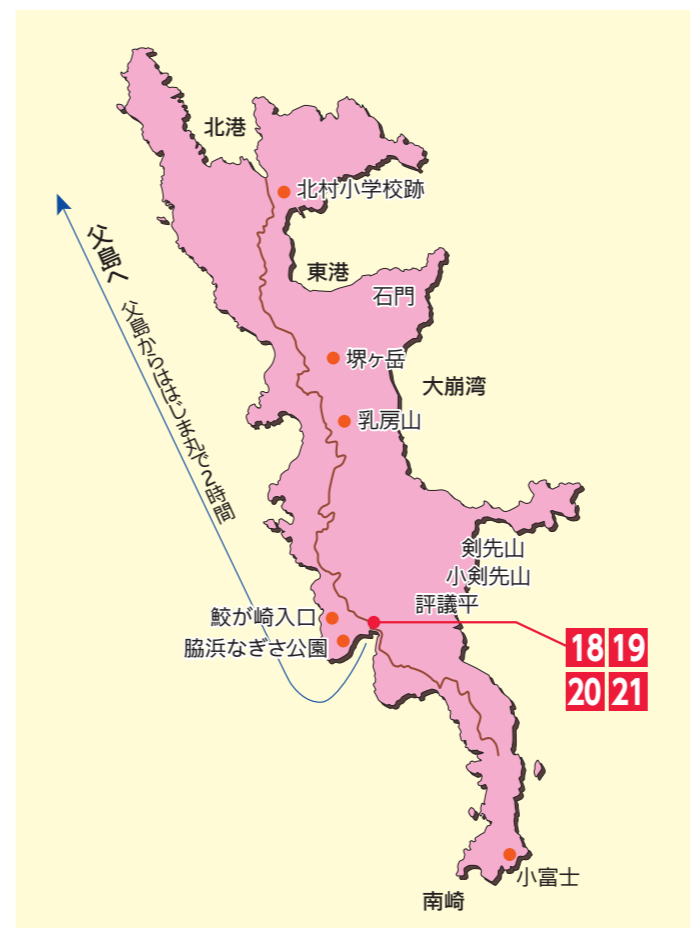 北港
北村小学校跡
父島へ
父島からははじま丸で2時間
東港
石門
堺ヶ岳
大崩湾
乳房山
剣先山
小剣先山
評議平
鮫が崎入口
脇浜なぎさ公園
18 19
20 21
小富士
南崎